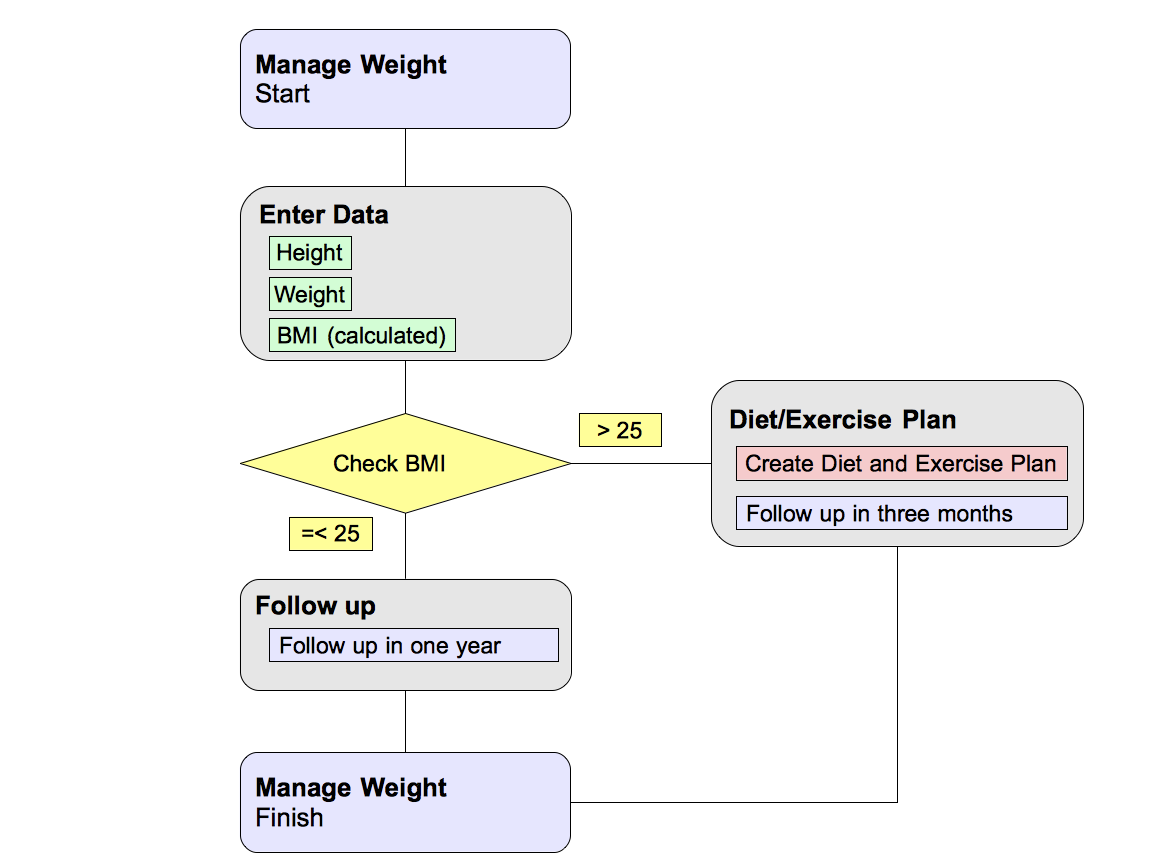 Manage Weight
Start
Enter Data
Height
Weight
BMI (calculated)
Check BMI
> 25
Diet/Exercise Plan
Create Diet and Exercise Plan
Follow up in three months
=< 25
Follow up
Follow up in one year
Manage Weight
Finish